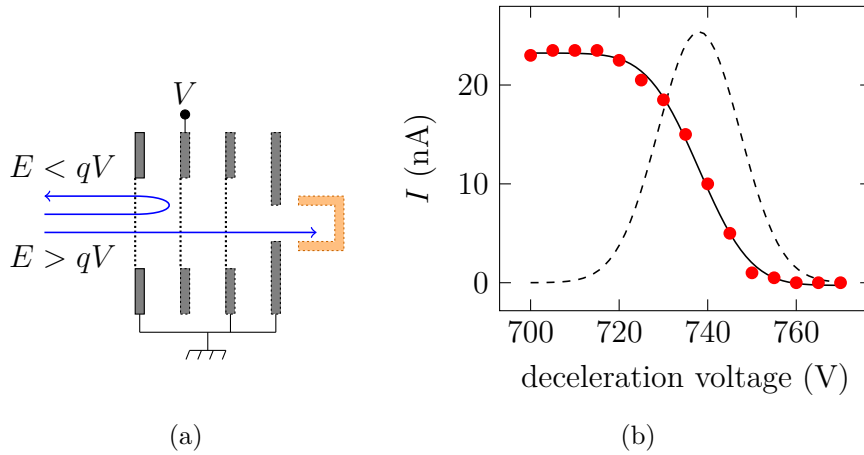 V
E < qV
E > qV
(a)
I (nA)
20
10
0
700 720 740 760
deceleration voltage (V)
(b)